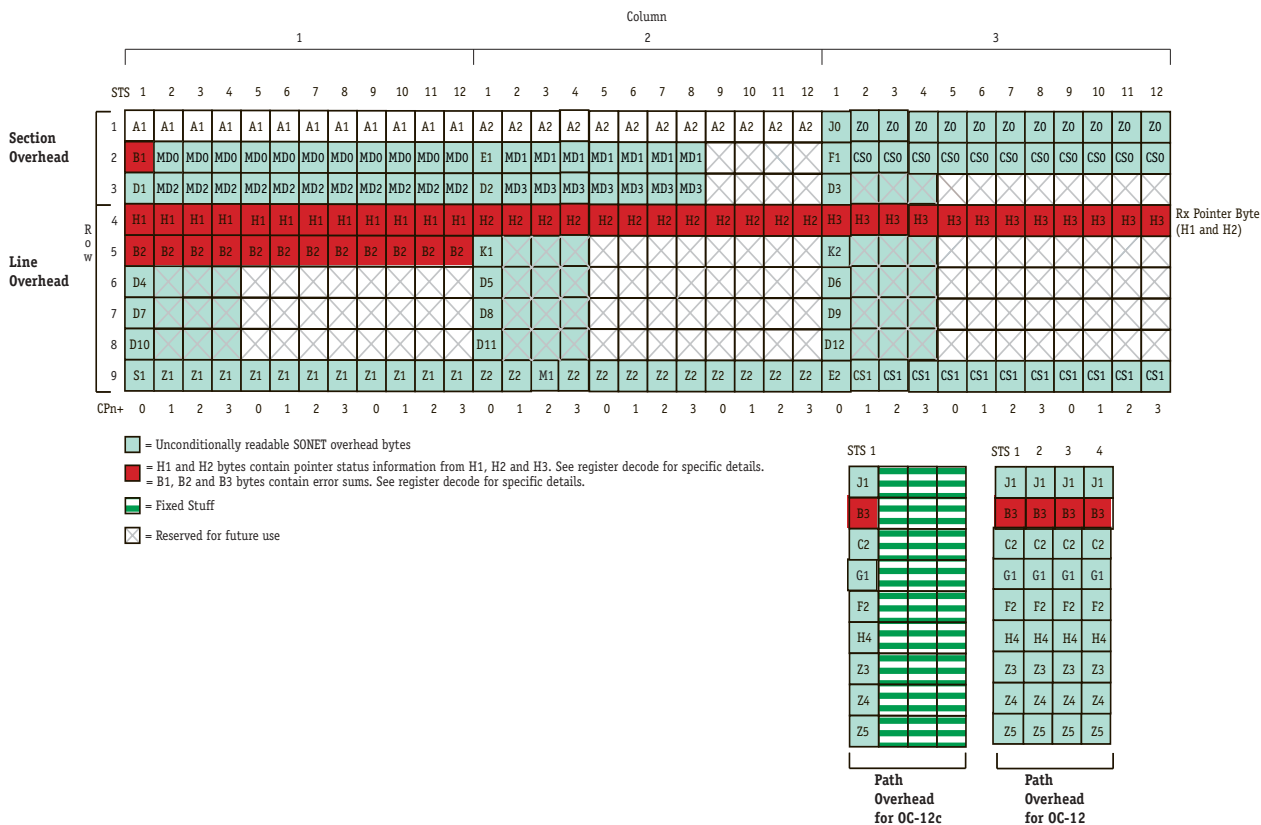 Column
1 2 3
STS 1 2 3 4 5 6 7 8 9 10 11 12 1 2 3 4 5 6 7 8 9 10 11 12 1 2 3 4 5 6 7 8 9 10 11 12
Section
Overhead
1 A1 A1 A1 A1 A1 A1 A1 A1 A1 A1 A1 A1 A2 A2 A2 A2 A2 A2 A2 A2 A2 A2 A2 A2 J0 Z0 Z0 Z0 Z0 Z0 Z0 Z0 Z0 Z0 Z0 Z0
2 B1 MD0 MD0 MD0 MD0 MD0 MD0 MD0 MD0 MD0 MD0 MD0 E1 MD1 MD1 MD1 MD1 MD1 MD1 MD1 F1 CS0 CS0 CS0 CS0 CS0 CS0 CS0 CS0 CS0 CS0 CS0
3 D1 MD2 MD2 MD2 MD2 MD2 MD2 MD2 MD2 MD2 MD2 MD2 D2 MD3 MD3 MD3 MD3 MD3 MD3 MD3 D3
Row
Line
Overhead
4 H1 H1 H1 H1 H1 H1 H1 H1 H1 H1 H1 H1 H2 H2 H2 H2 H2 H2 H2 H2 H2 H2 H2 H2 H3 H3 H3 H3 H3 H3 H3 H3 H3 H3 H3 H3
Rx Pointer Byte
(H1 and H2)
5 B2 B2 B2 B2 B2 B2 B2 B2 B2 B2 B2 B2 K1 K2
6 D4 D5 D6
7 D7 D8 D9
8 D10 D11 D12
9 S1 Z1 Z1 Z1 Z1 Z1 Z1 Z1 Z1 Z1 Z1 Z1 Z2 Z2 M1 Z2 Z2 Z2 Z2 Z2 Z2 Z2 Z2 Z2 E2 CS1 CS1 CS1 CS1 CS1 CS1 CS1 CS1 CS1 CS1 CS1
CPn+ 0 1 2 3 0 1 2 3 0 1 2 3 0 1 2 3 0 1 2 3 0 1 2 3 0 1 2 3 0 1 2 3 0 1 2 3
= Unconditionally readable SONET overhead bytes
= H1 and H2 bytes contain pointer status information from H1, H2 and H3. See register decode for specific details.
= B1, B2 and B3 bytes contain error sums. See register decode for specific details.
= Fixed Stuff
= Reserved for future use
STS 1
J1
B3
C2
G1
F2
H4
Z3
Z4
Z5
Path
Overhead
for OC-12c
STS 1 2 3 4
J1 J1 J1 J1
B3 B3 B3 B3
C2 C2 C2 C2
G1 G1 G1 G1
F2 F2 F2 F2
H4 H4 H4 H4
Z3 Z3 Z3 Z3
Z4 Z4 Z4 Z4
Z5 Z5 Z5 Z5
Path
Overhead
for OC-12